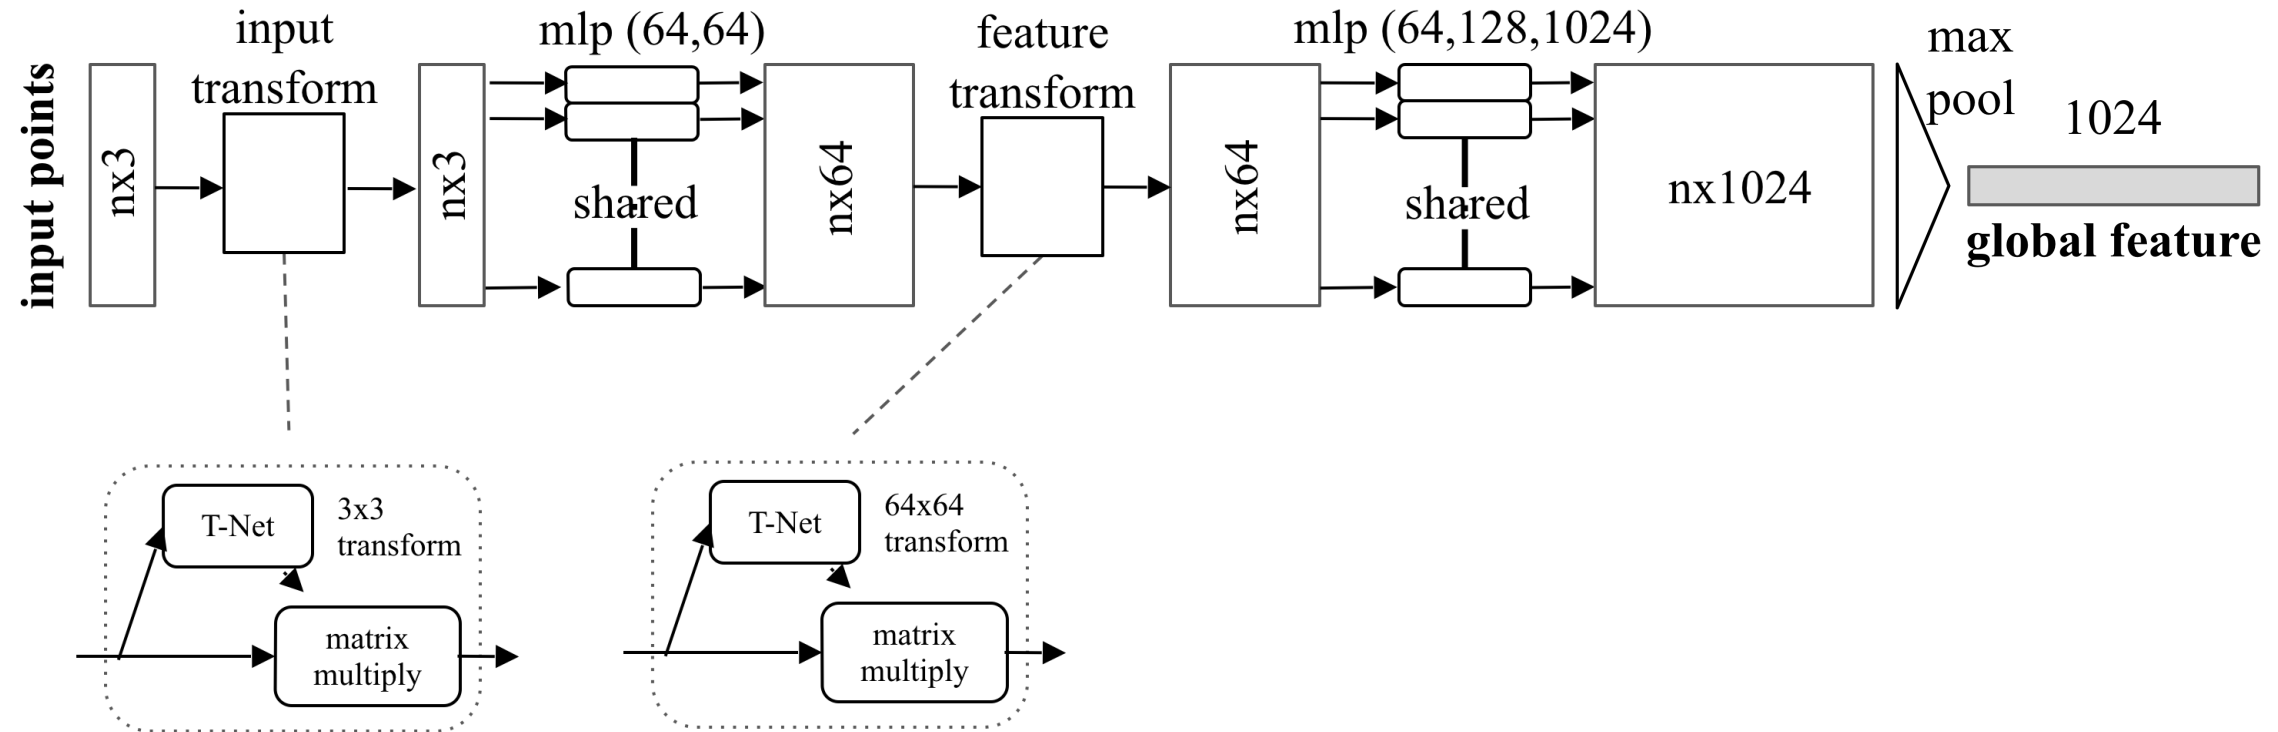 input points
nx3
input
transform
nx3
mlp (64,64)
shared
nx64
feature
transform
nx64
mlp (64,128,1024)
shared
nx1024
max
pool
1024
global feature
T-Net
3x3
transform
matrix
multiply
T-Net
64x64
transform
matrix
multiply